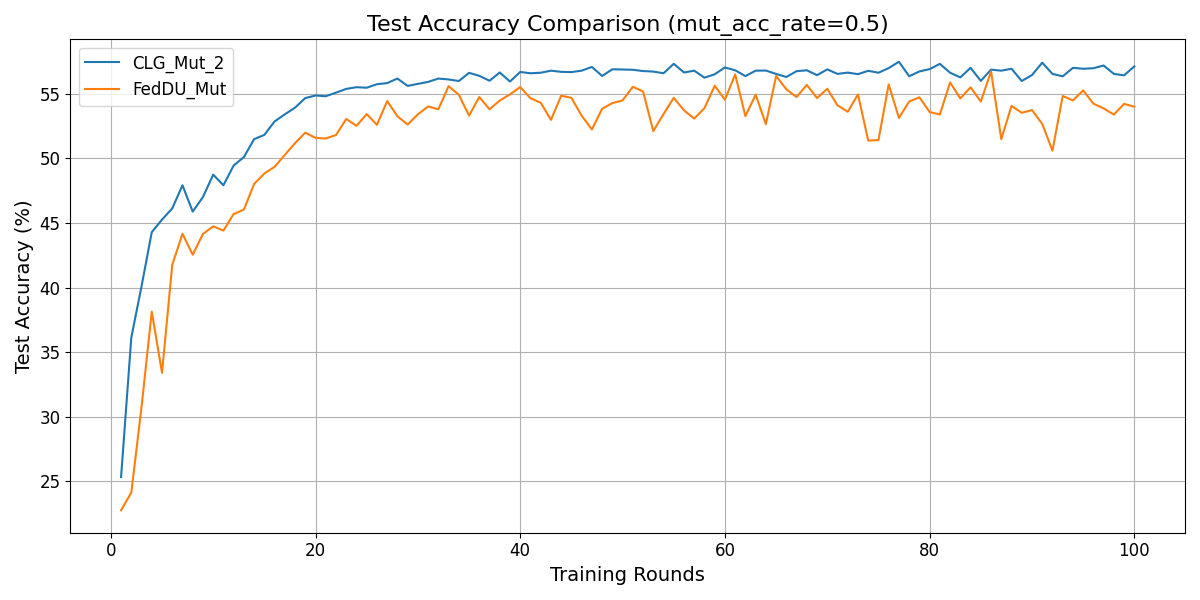 Test Accuracy Comparison (mut_acc_rate=0.5)
CLG_Mut_2
FedDU_Mut
Test Accuracy (%)
55
50
45
40
35
30
25
0 20 40 60 80 100
Training Rounds